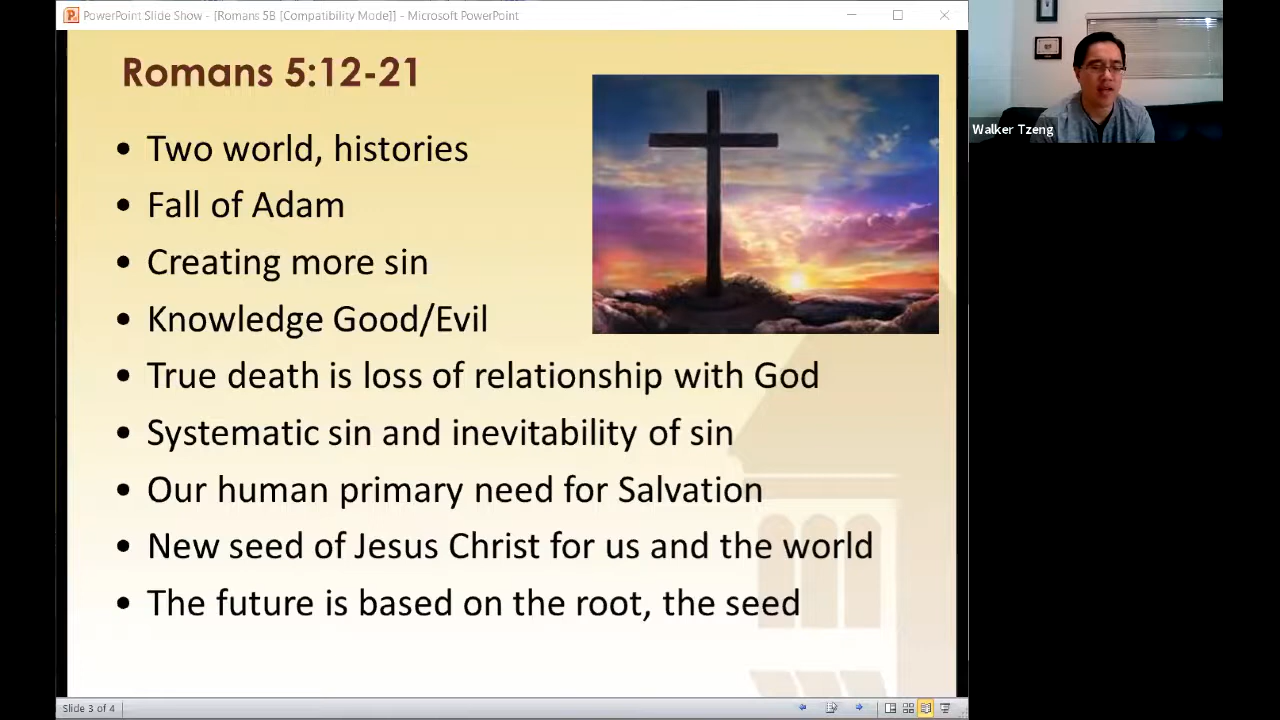 PowerPoint Slide Show - [Romans 5B [Compatibility Mode]] - Microsoft PowerPoint
Romans 5:12-21
• Two world, histories
• Fall of Adam
• Creating more sin
• Knowledge Good/Evil
• True death is loss of relationship with God
• Systematic sin and inevitability of sin
• Our human primary need for Salvation
• New seed of Jesus Christ for us and the world
• The future is based on the root, the seed
Slide 3 of 4
Walker Tzeng